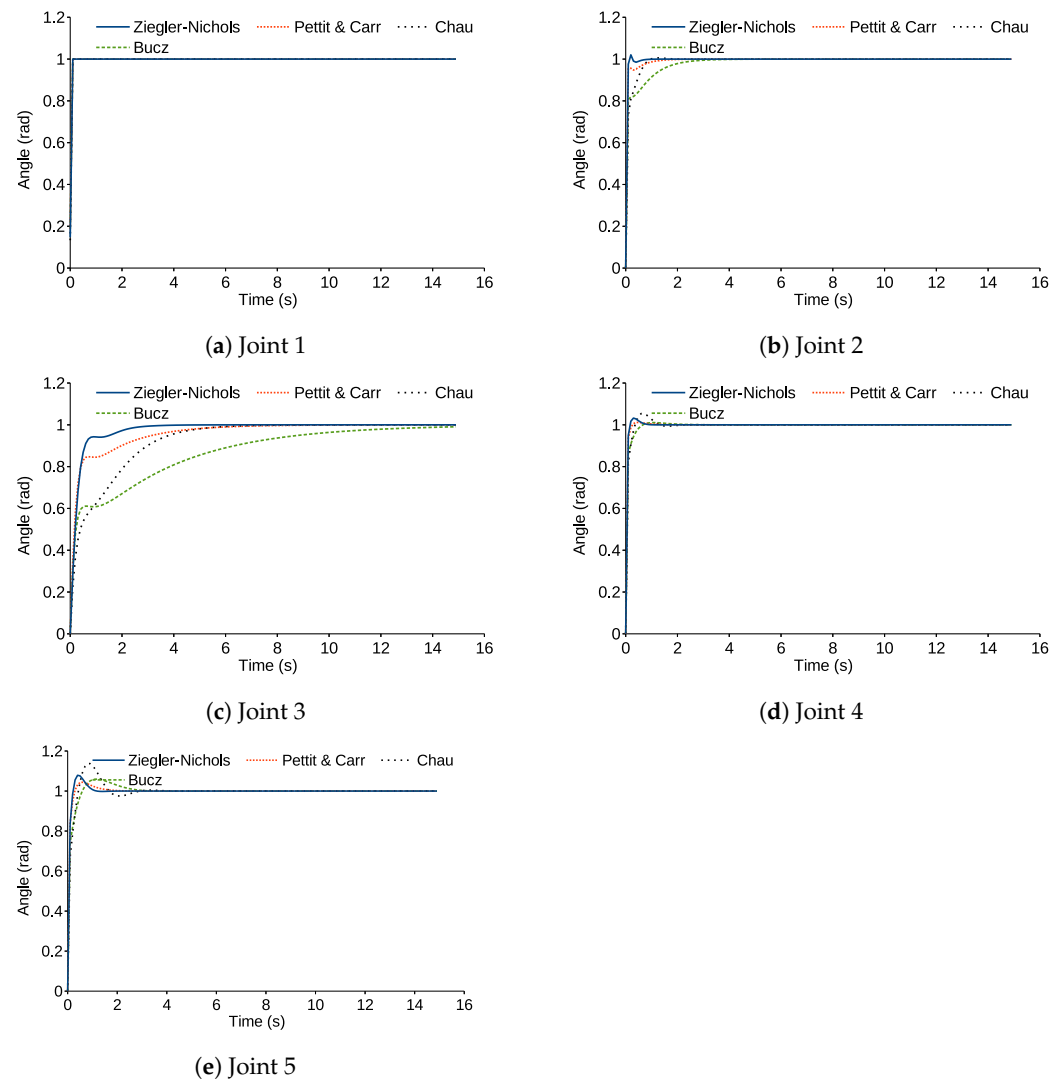 Ziegler-Nichols Pettit & Carr Chau
Bucz
1.2
1
0.8
0.6
0.4
0.2
0
Angle (rad)
0 2 4 6 8 10 12 14 16
Time (s)
(a) Joint 1
Ziegler-Nichols Pettit & Carr Chau
Bucz
1.2
1
0.8
0.6
0.4
0.2
0
Angle (rad)
0 2 4 6 8 10 12 14 16
Time (s)
(b) Joint 2
Ziegler-Nichols Pettit & Carr Chau
Bucz
1.2
1
0.8
0.6
0.4
0.2
0
Angle (rad)
0 2 4 6 8 10 12 14 16
Time (s)
(c) Joint 3
Ziegler-Nichols Pettit & Carr Chau
Bucz
1.2
1
0.8
0.6
0.4
0.2
0
Angle (rad)
0 2 4 6 8 10 12 14 16
Time (s)
(d) Joint 4
Ziegler-Nichols Pettit & Carr Chau
Bucz
1.2
1
0.8
0.6
0.4
0.2
0
Angle (rad)
0 2 4 6 8 10 12 14 16
Time (s)
(e) Joint 5